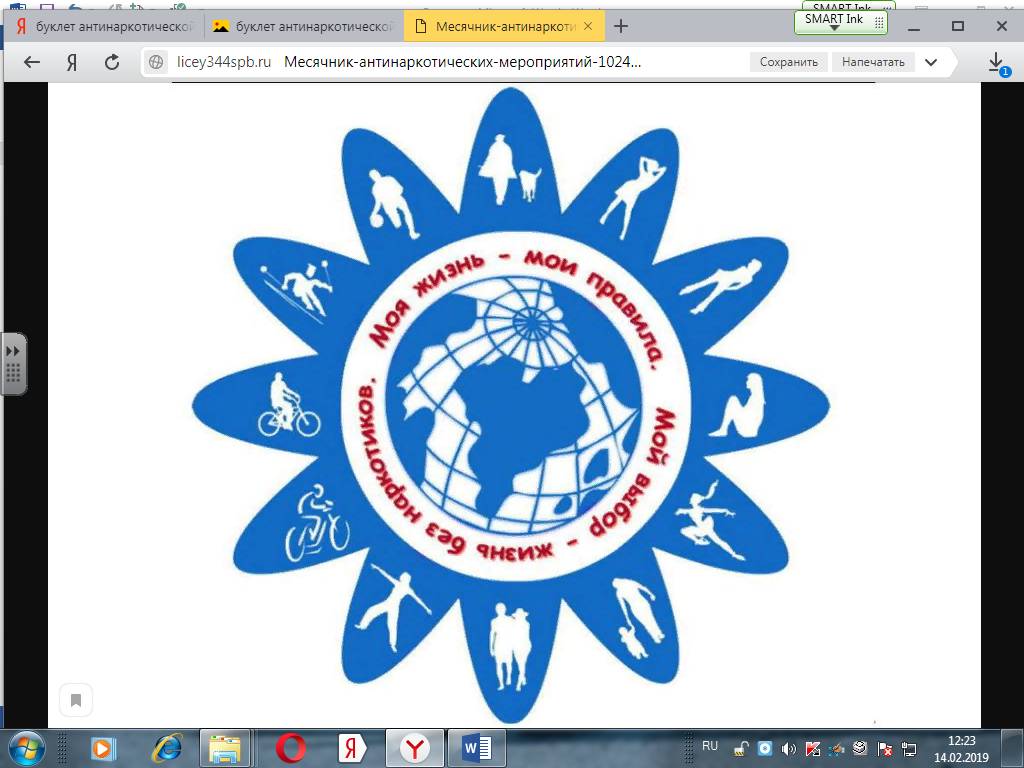 SMART Ink
буклет антинаркотической
буклет антинаркотической
Месячник-антинаркоти
SMART Ink
licey344spb.ru
Месячник-антинаркотических-мероприятий-1024...
Сохранить
Напечатать
1
Моя жизнь - мои правила.
Мой выбор - жизнь без наркотиков.
RU
12:23
14.02.2019